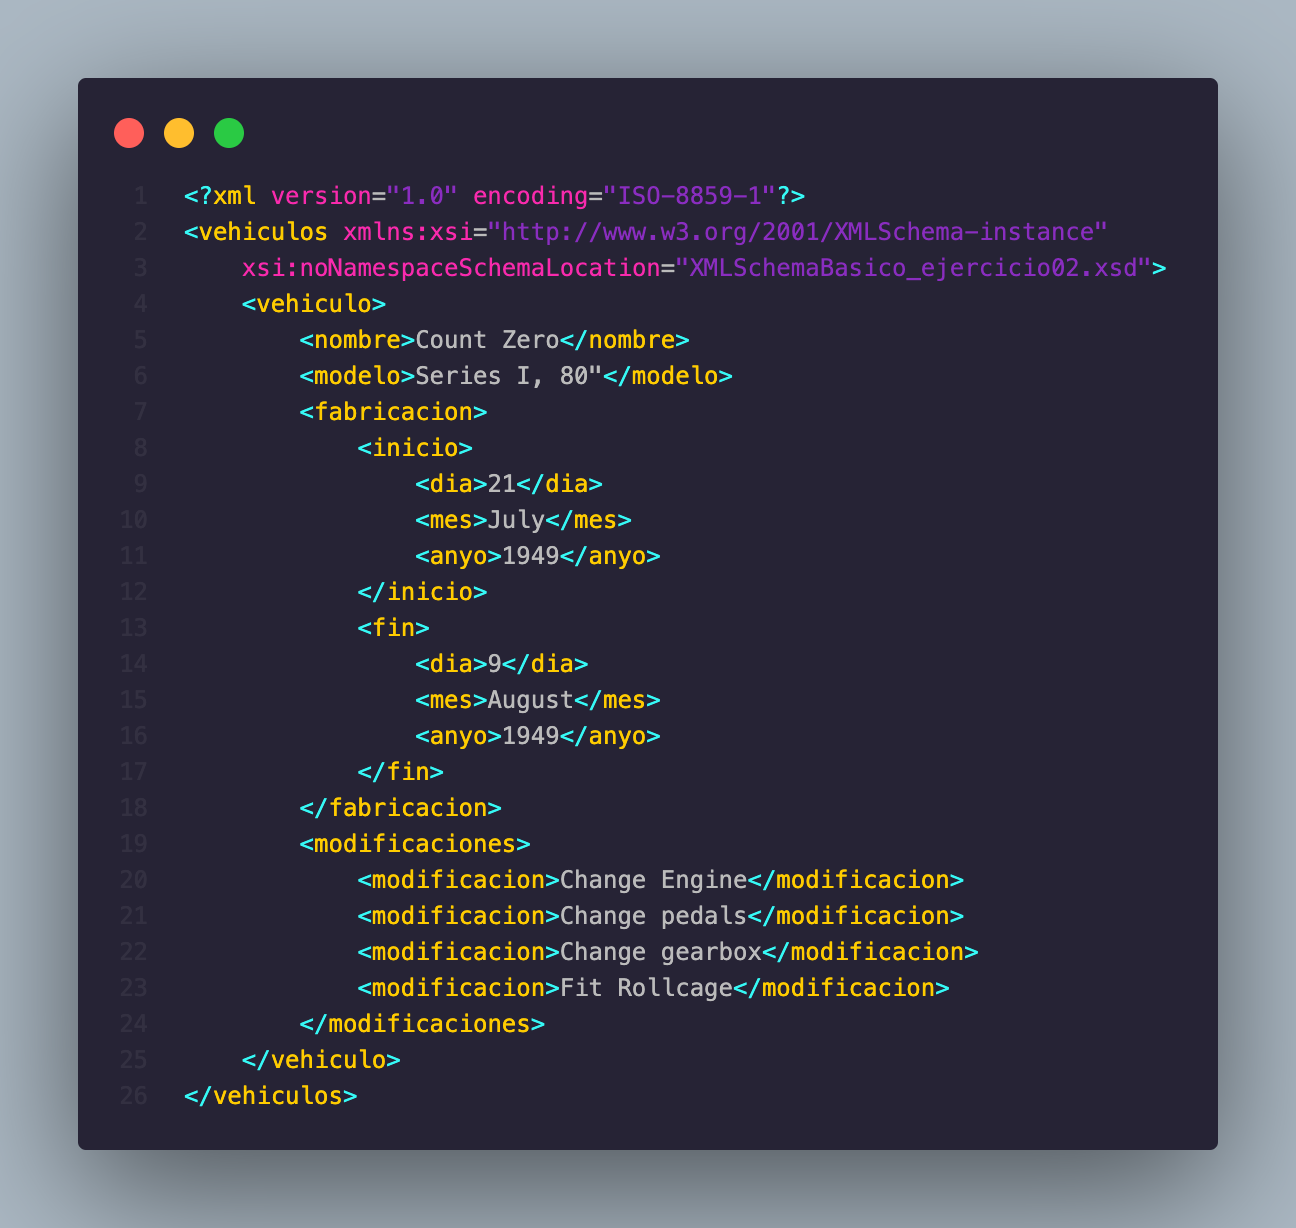 1 <?xml version="1.0" encoding="ISO-8859-1"?>
2 <vehiculos xmlns:xsi="http://www.w3.org/2001/XMLSchema-instance"
3     xsi:noNamespaceSchemaLocation="XMLSchemaBasico_ejercicio02.xsd">
4     <vehiculo>
5         <nombre>Count Zero</nombre>
6         <modelo>Series I, 80"</modelo>
7         <fabricacion>
8             <inicio>
9                 <dia>21</dia>
10                 <mes>July</mes>
11                 <anyo>1949</anyo>
12             </inicio>
13             <fin>
14                 <dia>9</dia>
15                 <mes>August</mes>
16                 <anyo>1949</anyo>
17             </fin>
18         </fabricacion>
19         <modificaciones>
20             <modificacion>Change Engine</modificacion>
21             <modificacion>Change pedals</modificacion>
22             <modificacion>Change gearbox</modificacion>
23             <modificacion>Fit Rollcage</modificacion>
24         </modificaciones>
25     </vehiculo>
26 </vehiculos>